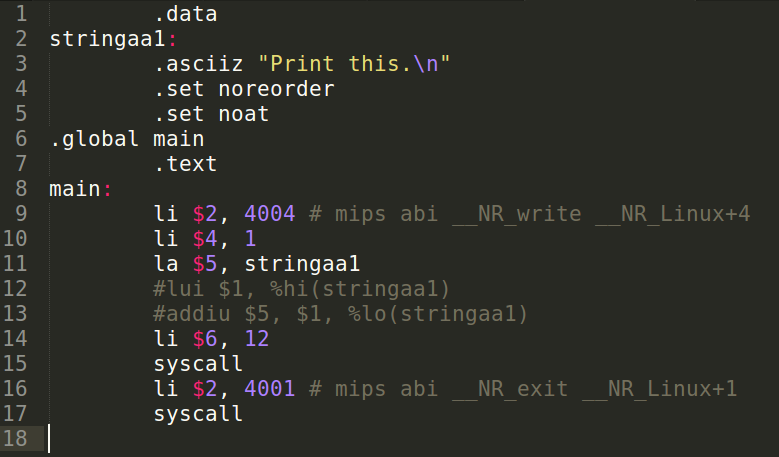 1 .data
2 stringaa1:
3 .asciiz "Print this.\n"
4 .set noreorder
5 .set noat
6 .global main
7 .text
8 main:
9 li $2, 4004 # mips abi __NR_write __NR_Linux+4
10 li $4, 1
11 la $5, stringaa1
12 #lui $1, %hi(stringaa1)
13 #addiu $5, $1, %lo(stringaa1)
14 li $6, 12
15 syscall
16 li $2, 4001 # mips abi __NR_exit __NR_Linux+1
17 syscall
18